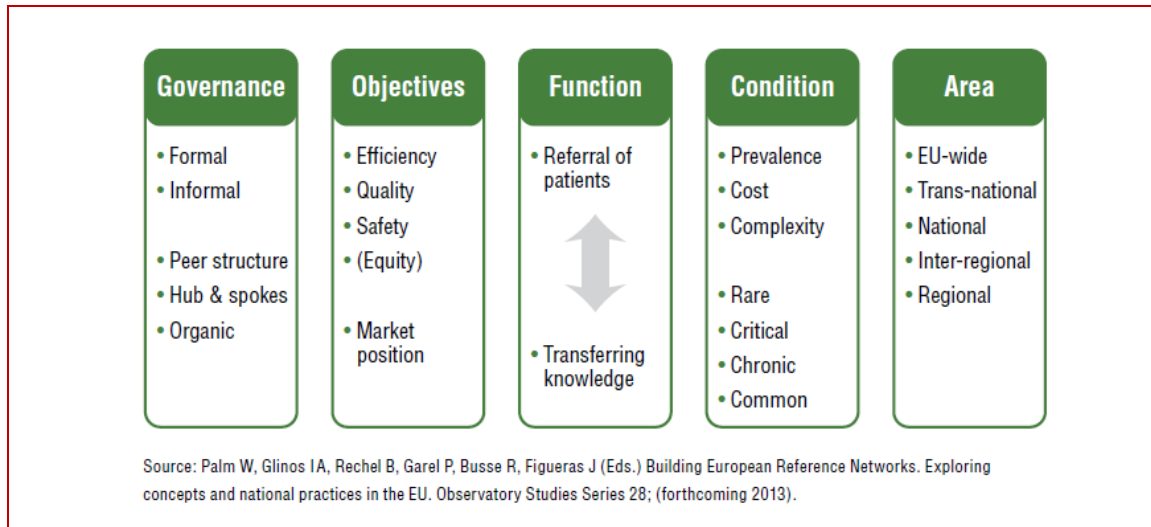 Governance
• Formal
• Informal
• Peer structure
• Hub & spokes
• Organic
Objectives
• Efficiency
• Quality
• Safety
• (Equity)
• Market
position
Function
• Referral of
patients
• Transferring
knowledge
Condition
• Prevalence
• Cost
• Complexity
• Rare
• Critical
• Chronic
• Common
Area
• EU-wide
• Trans-national
• National
• Inter-regional
• Regional
Source: Palm W, Glinos IA, Rechel B, Garel P, Busse R, Figueras J (Eds.) Building European Reference Networks. Exploring
concepts and national practices in the EU. Observatory Studies Series 28; (forthcoming 2013).